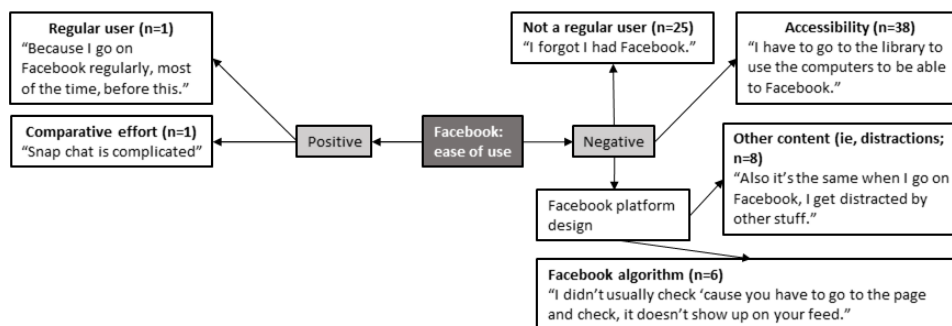 Regular user (n=1)
“Because I go on
Facebook regularly, most
of the time, before this.”
Comparative effort (n=1)
“Snap chat is complicated”
Positive
Facebook:
ease of use
Negative
Not a regular user (n=25)
“I forgot I had Facebook.”
Accessibility (n=38)
“I have to go to the library to
use the computers to be able
to Facebook.”
Other content (ie, distractions;
n=8)
“Also it’s the same when I go on
Facebook, I get distracted by
other stuff.”
Facebook platform
design
Facebook algorithm (n=6)
“I didn’t usually check ‘cause you have to go to the page
and check, it doesn’t show up on your feed.”